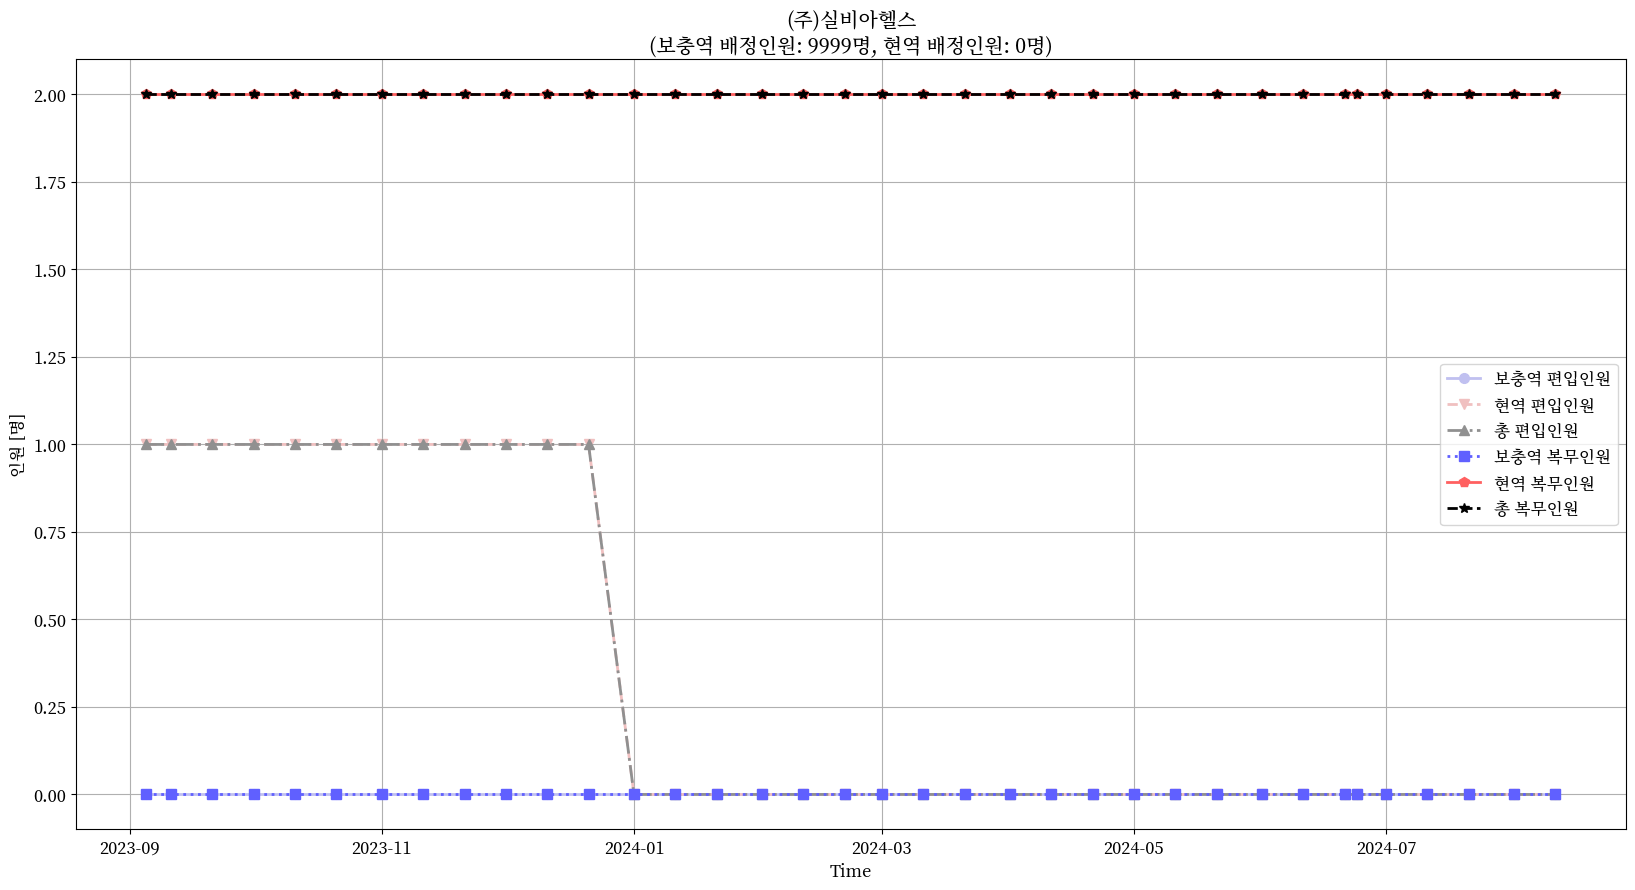 (주)실비아헬스
(보충역 배정인원: 9999명, 현역 배정인원: 0명)
2.00
1.75
1.50
1.25
1.00
0.75
0.50
0.25
0.00
인원 [명]
보충역 편입인원
현역 편입인원
총 편입인원
보충역 복무인원
현역 복무인원
총 복무인원
2023-09
2023-11
2024-01
2024-03
2024-05
2024-07
Time